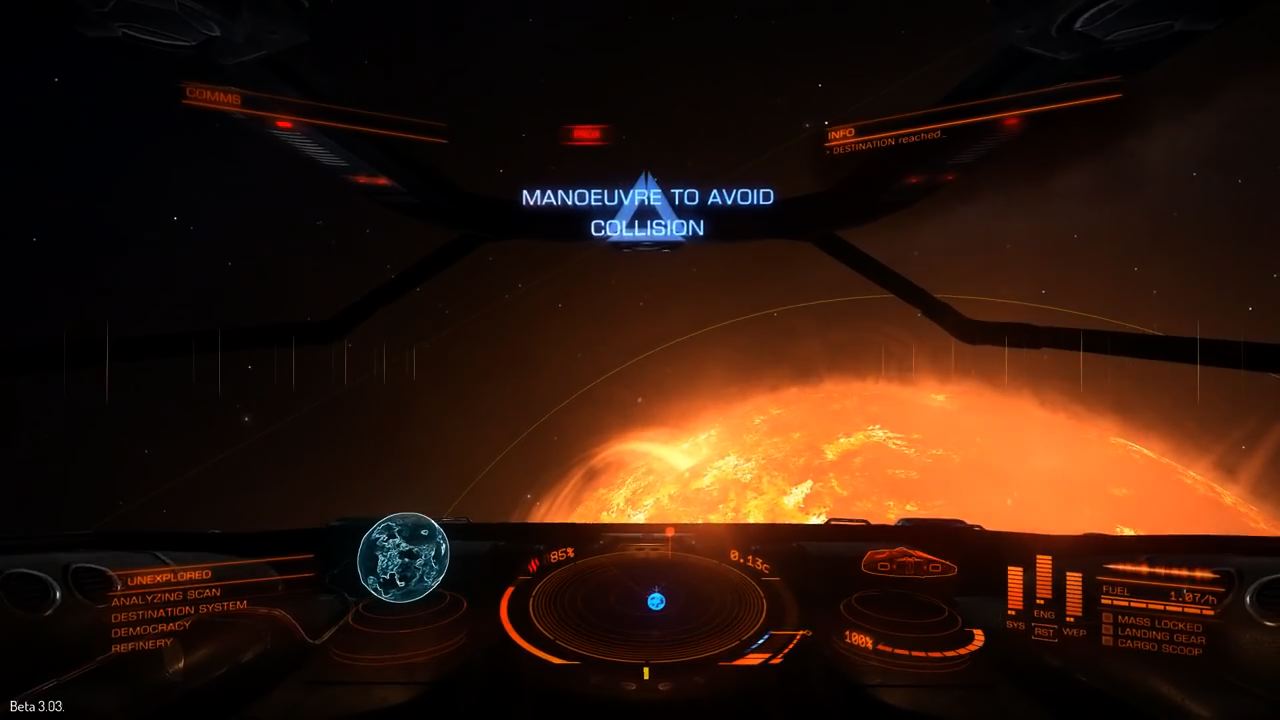 COMMS
INFO
DESTINATION reached_
MANOEUVRE TO AVOID
COLLISION
85%
0.13c
UNEXPLORED
ANALYZING SCAN
DESTINATION SYSTEM
DEMOCRACY
REFINERY
100%
SYS
ENG
RST
WEP
FUEL 1.07/h
MASS LOCKED
LANDING GEAR
CARGO SCOOP
Beta 3.03.